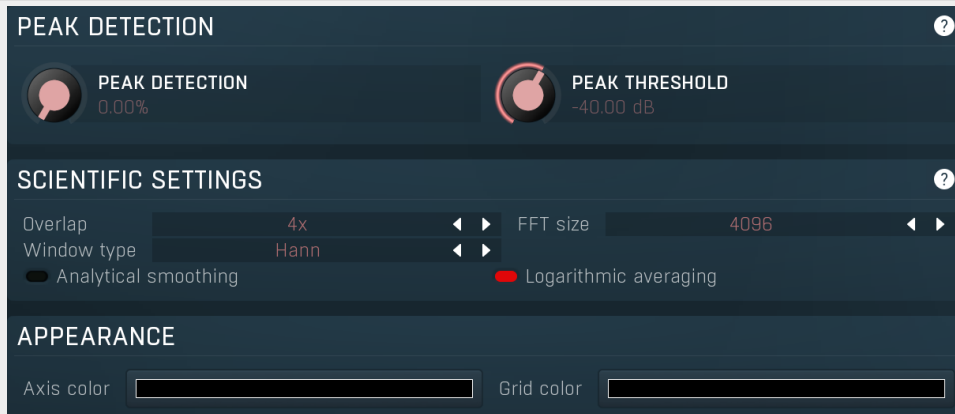 PEAK DETECTION ?
PEAK DETECTION PEAK THRESHOLD
0.00% -40.00 dB
SCIENTIFIC SETTINGS ?
Overlap 4x FFT size 4096
Window type Hann
Analytical smoothing Logarithmic averaging
APPEARANCE
Axis color Grid color